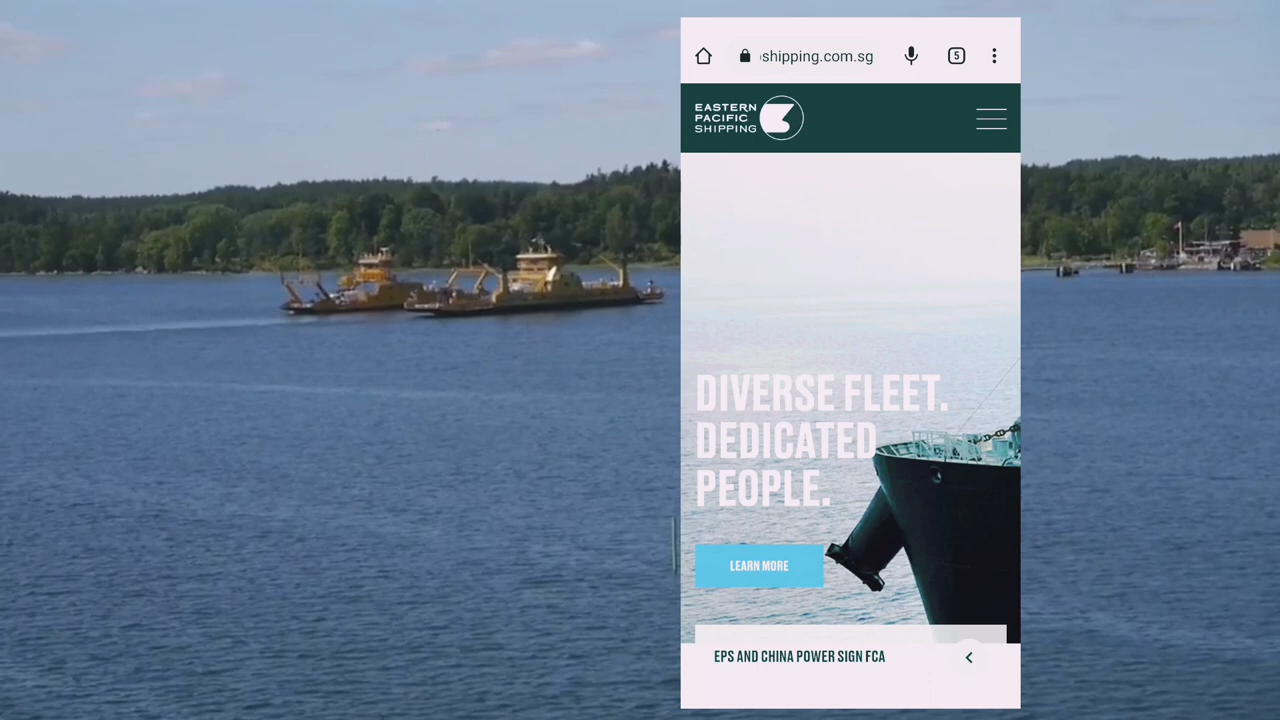 shipping.com.sg
5
EASTERN
PACIFIC
SHIPPING
DIVERSE FLEET.
DEDICATED
PEOPLE.
LEARN MORE
EPS AND CHINA POWER SIGN FCA